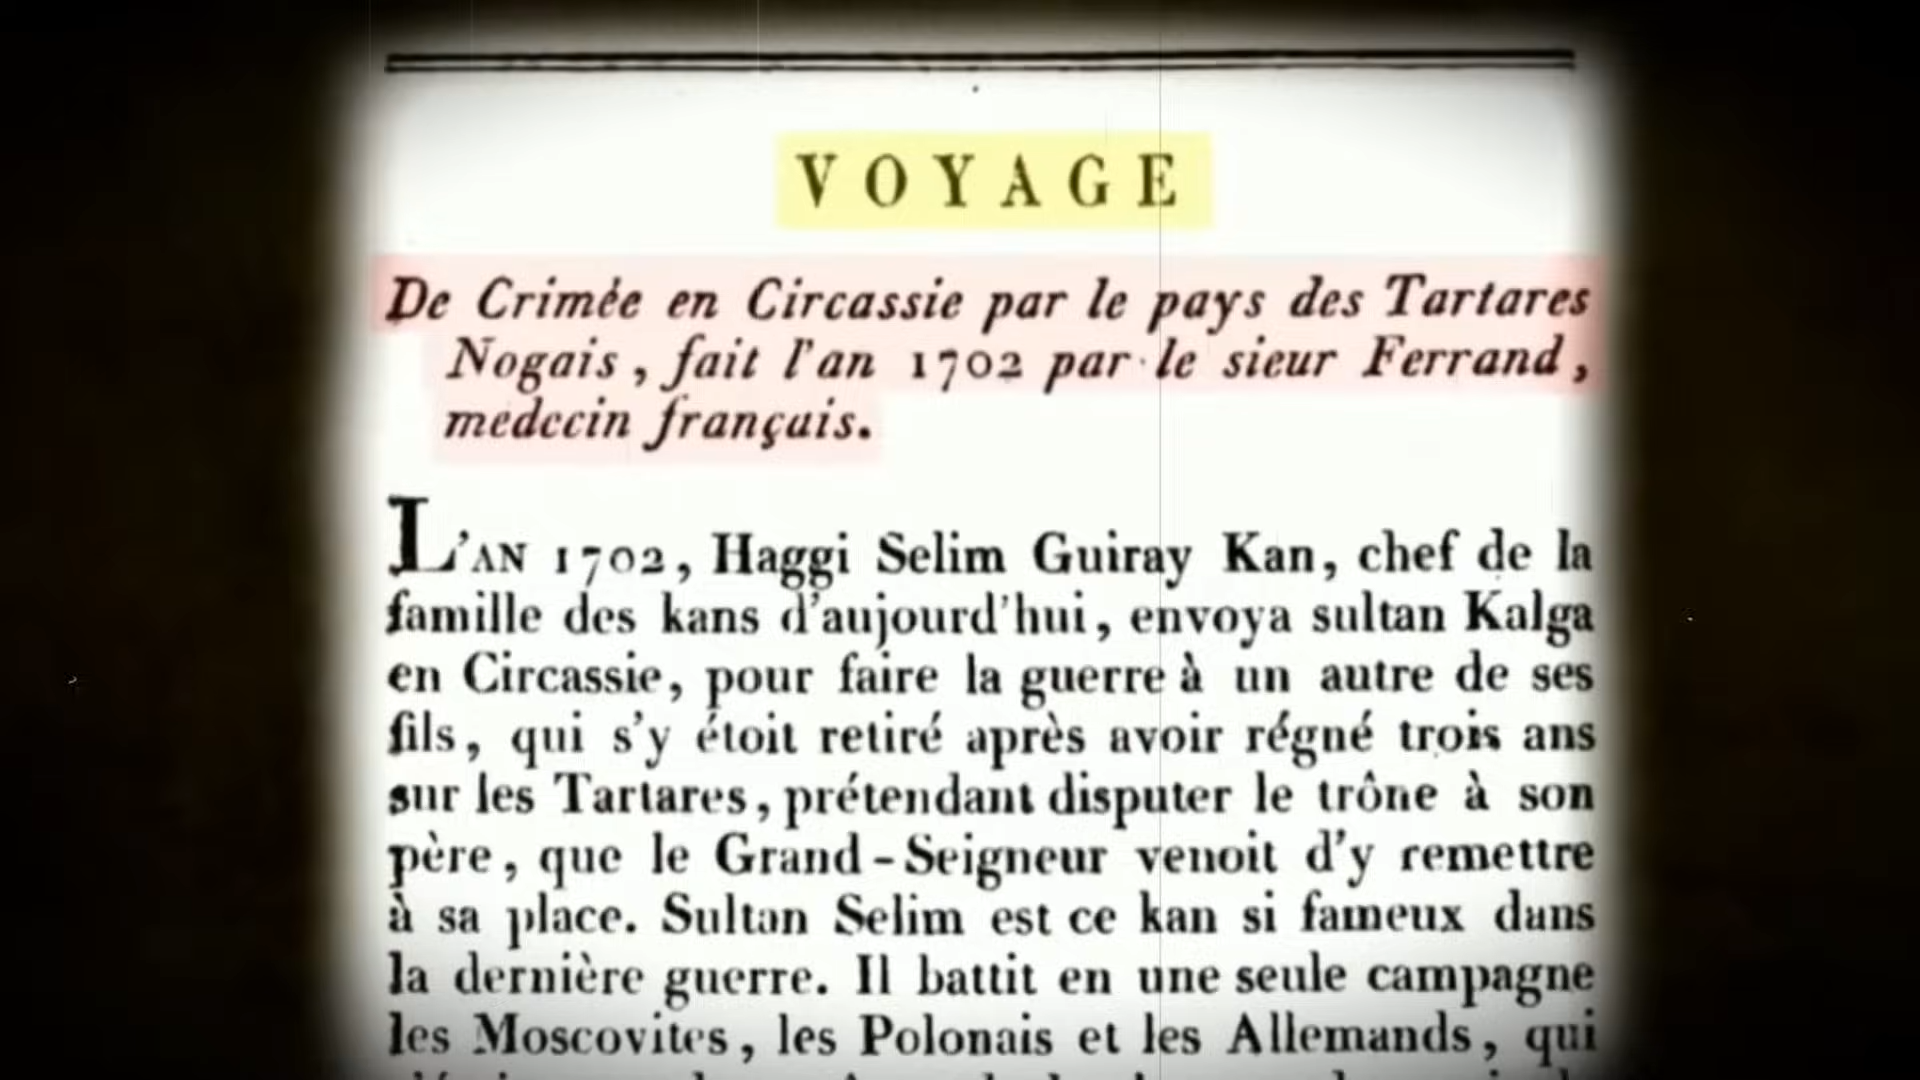 VOYAGE
De Crimée en Circassie par le pays des Tartares
Nogais, fait l'an 1702 par le sieur Ferrand,
medecin français.
L'AN 1702, Haggi Selim Guiray Kan, chef de la
famille des kans d'aujourd'hui, envoya sultan Kalga
en Circassie, pour faire la guerre à un autre de ses
fils, qui s'y étoit retiré après avoir régné trois ans
sur les Tartares, prétendant disputer le trône à son
père, que le Grand-Seigneur venoit d'y remettre
à sa place. Sultan Selim est ce kan si fameux dans
la dernière guerre. Il battit en une seule campagne
les Moscovites, les Polonais et les Allemands, qui